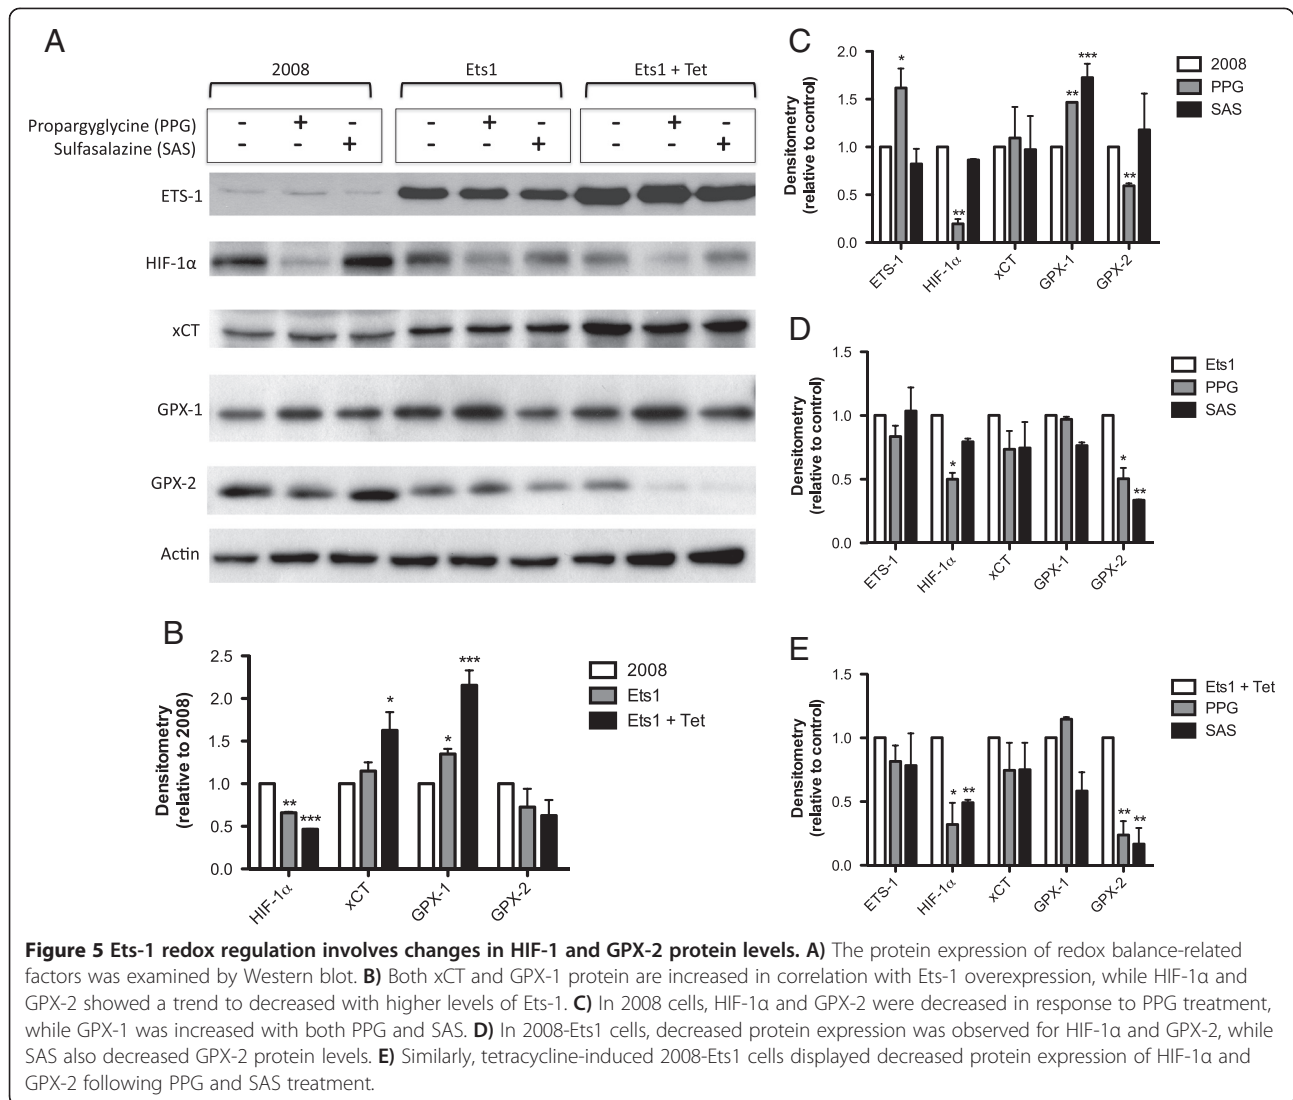 A
2008
Ets1
Ets1 + Tet
Propargyglycine (PPG) - + - - + - - + -
Sulfasalazine (SAS) - - + - - + - - +
ETS-1
HIF-1α
xCT
GPX-1
GPX-2
Actin
B
Densitometry
(relative to 2008)
2.5
2.0
1.5
1.0
0.5
0.0
**
***
*
*
***
HIF-1α
xCT
GPX-1
GPX-2
2008
Ets1
Ets1 + Tet
C
Densitometry
(relative to control)
2.0
1.5
1.0
0.5
0.0
*
**
**
***
**
ETS-1
HIF-1α
xCT
GPX-1
GPX-2
2008
PPG
SAS
D
Densitometry
(relative to control)
1.5
1.0
0.5
0.0
*
*
**
ETS-1
HIF-1α
xCT
GPX-1
GPX-2
Ets1
PPG
SAS
E
Densitometry
(relative to control)
1.5
1.0
0.5
0.0
*
**
**
**
ETS-1
HIF-1α
xCT
GPX-1
GPX-2
Ets1 + Tet
PPG
SAS
Figure 5 Ets-1 redox regulation involves changes in HIF-1 and GPX-2 protein levels. A) The protein expression of redox balance-related
factors was examined by Western blot. B) Both xCT and GPX-1 protein are increased in correlation with Ets-1 overexpression, while HIF-1α and
GPX-2 showed a trend to decreased with higher levels of Ets-1. C) In 2008 cells, HIF-1α and GPX-2 were decreased in response to PPG treatment,
while GPX-1 was increased with both PPG and SAS. D) In 2008-Ets1 cells, decreased protein expression was observed for HIF-1α and GPX-2, while
SAS also decreased GPX-2 protein levels. E) Similarly, tetracycline-induced 2008-Ets1 cells displayed decreased protein expression of HIF-1α and
GPX-2 following PPG and SAS treatment.